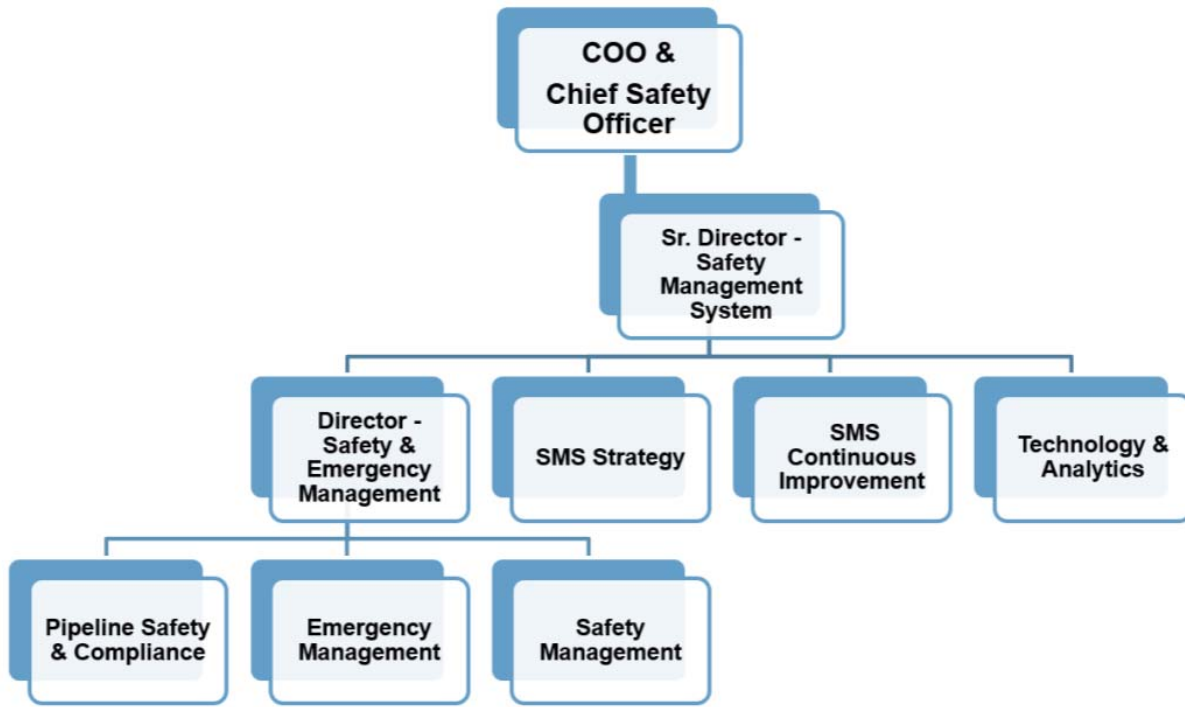 COO &
Chief Safety
Officer
Sr. Director -
Safety
Management
System
Director -
Safety &
Emergency
Management
SMS Strategy
SMS
Continuous
Improvement
Technology &
Analytics
Pipeline Safety
& Compliance
Emergency
Management
Safety
Management